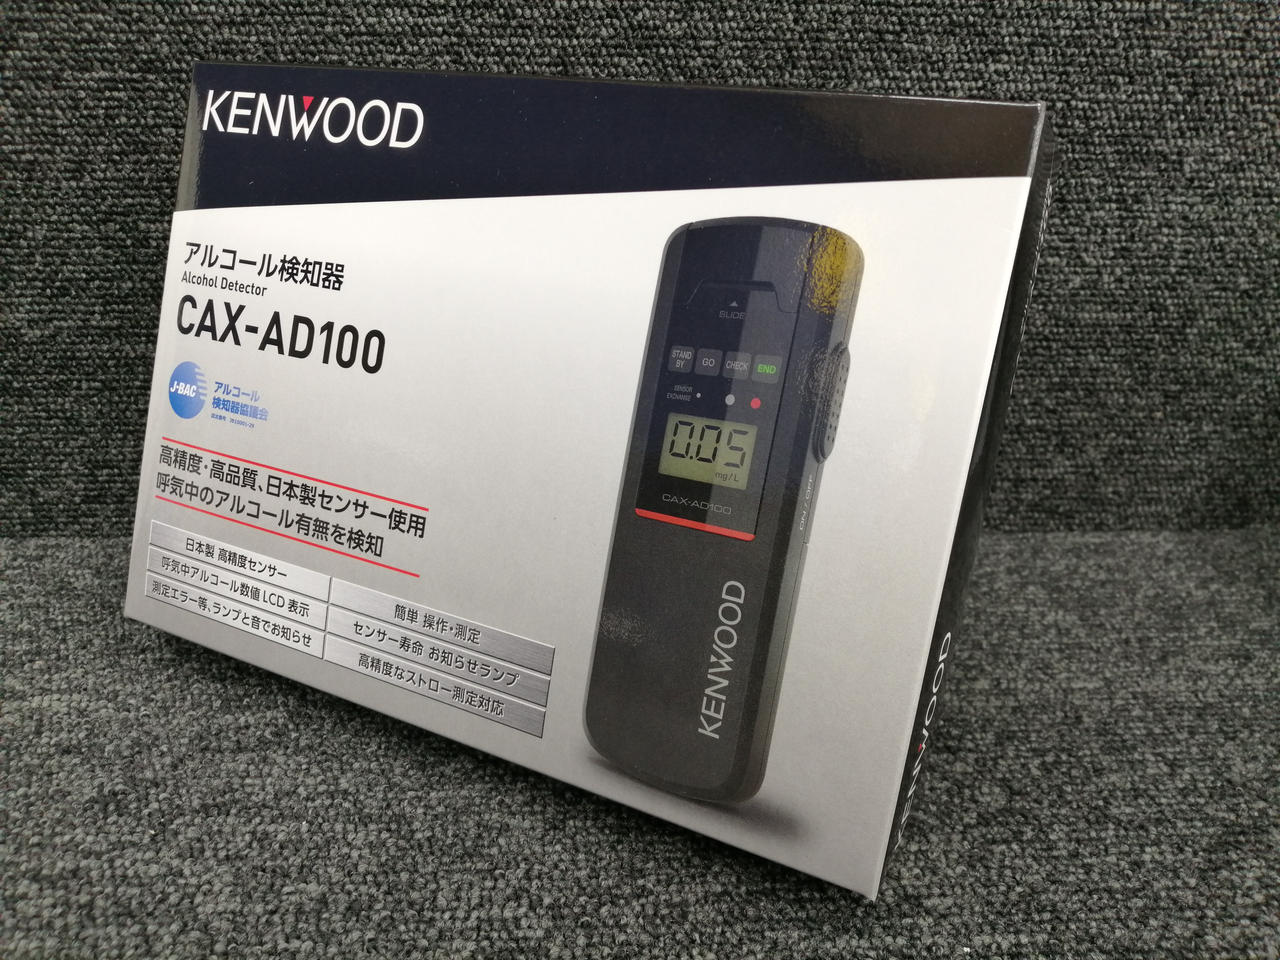 KENWOOD
アルコール検知器
Alcohol Detector
CAX-AD100
J-BAC
アルコール
検知器協議会
高精度・高品質、日本製センサー使用
呼気中のアルコール有無を検知
日本製 高精度センサー
呼気中アルコール数値 LCD 表示
測定エラー等、ランプと音でお知らせ
簡単 操作・測定
センサー寿命 お知らせランプ
高精度なストロー測定対応
SLIDE
STAND BY
GO
CHECK
END
SENSOR
EXCHANGE
0.05
mg/L
CAX-AD100
ON / OFF
KENWOOD
KENWOOD